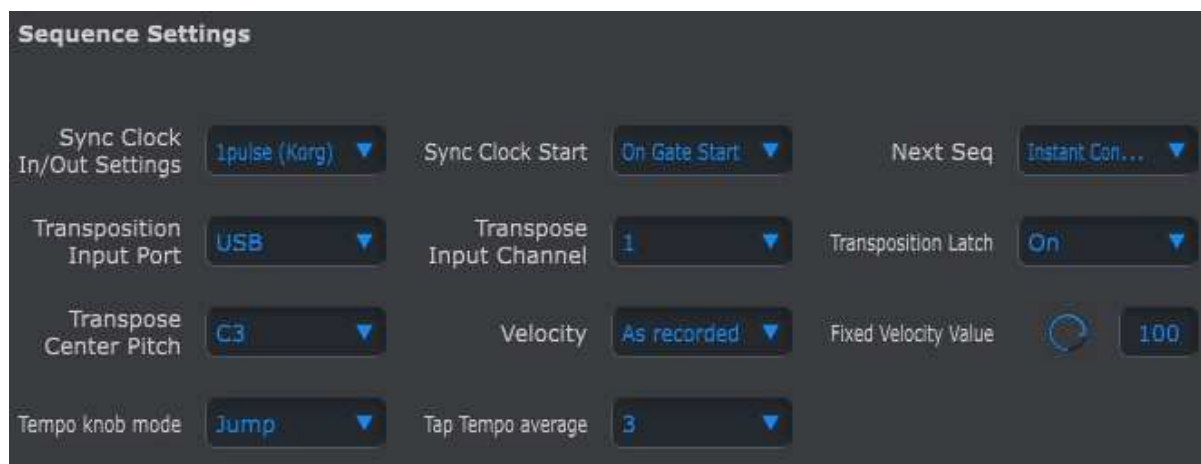 Sequence Settings
Sync Clock
In/Out Settings
1pulse (Korg)
Sync Clock Start
On Gate Start
Next Seq
Instant Con...
Transposition
Input Port
USB
Transpose
Input Channel
1
Transposition Latch
On
Transpose
Center Pitch
C3
Velocity
As recorded
Fixed Velocity Value
100
Tempo knob mode
Jump
Tap Tempo average
3